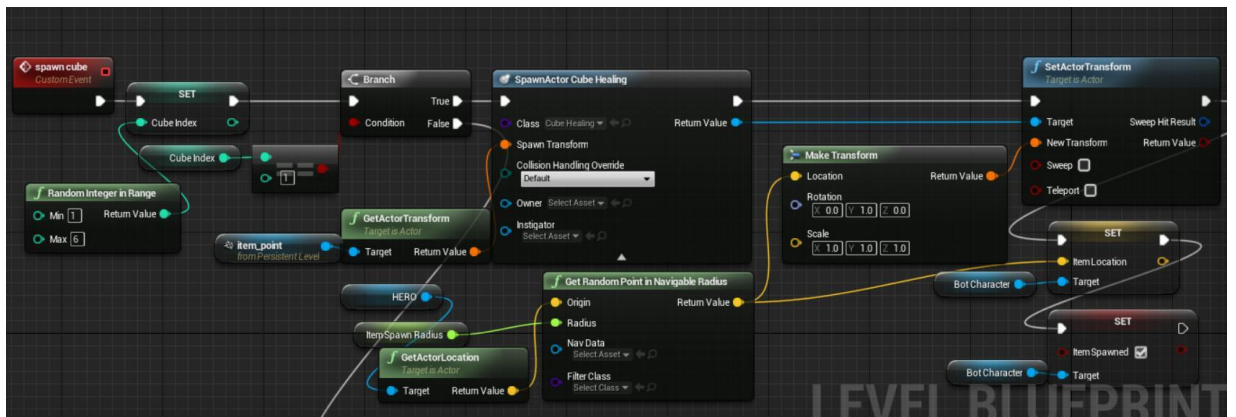 spawn cube
Custom Event
SET
Cube Index
Cube Index
==
1
Random Integer in Range
Min 1
Return Value
Max 6
Branch
True
Condition
False
item_point
from Persistent Level
GetActorTransform
Target is Actor
Target
Return Value
SpawnActor Cube Healing
Class Cube Healing
Return Value
Spawn Transform
Collision Handling Override
Default
Owner Select Asset
Instigator
Select Asset
HERO
Item Spawn Radius
GetActorLocation
Target is Actor
Target
Return Value
Get Random Point in Navigable Radius
Origin
Return Value
Radius
Nav Data
Select Asset
Filter Class
Select Class
Make Transform
Location
Return Value
Rotation
X 0.0 Y 1.0 Z 0.0
Scale
X 1.0 Y 1.0 Z 1.0
SetActorTransform
Target is Actor
Target
Sweep Hit Result
New Transform
Return Value
Sweep
Teleport
SET
Item Location
Bot Character
Target
SET
Item Spawned
Bot Character
Target
LEVEL BLUEPRINT